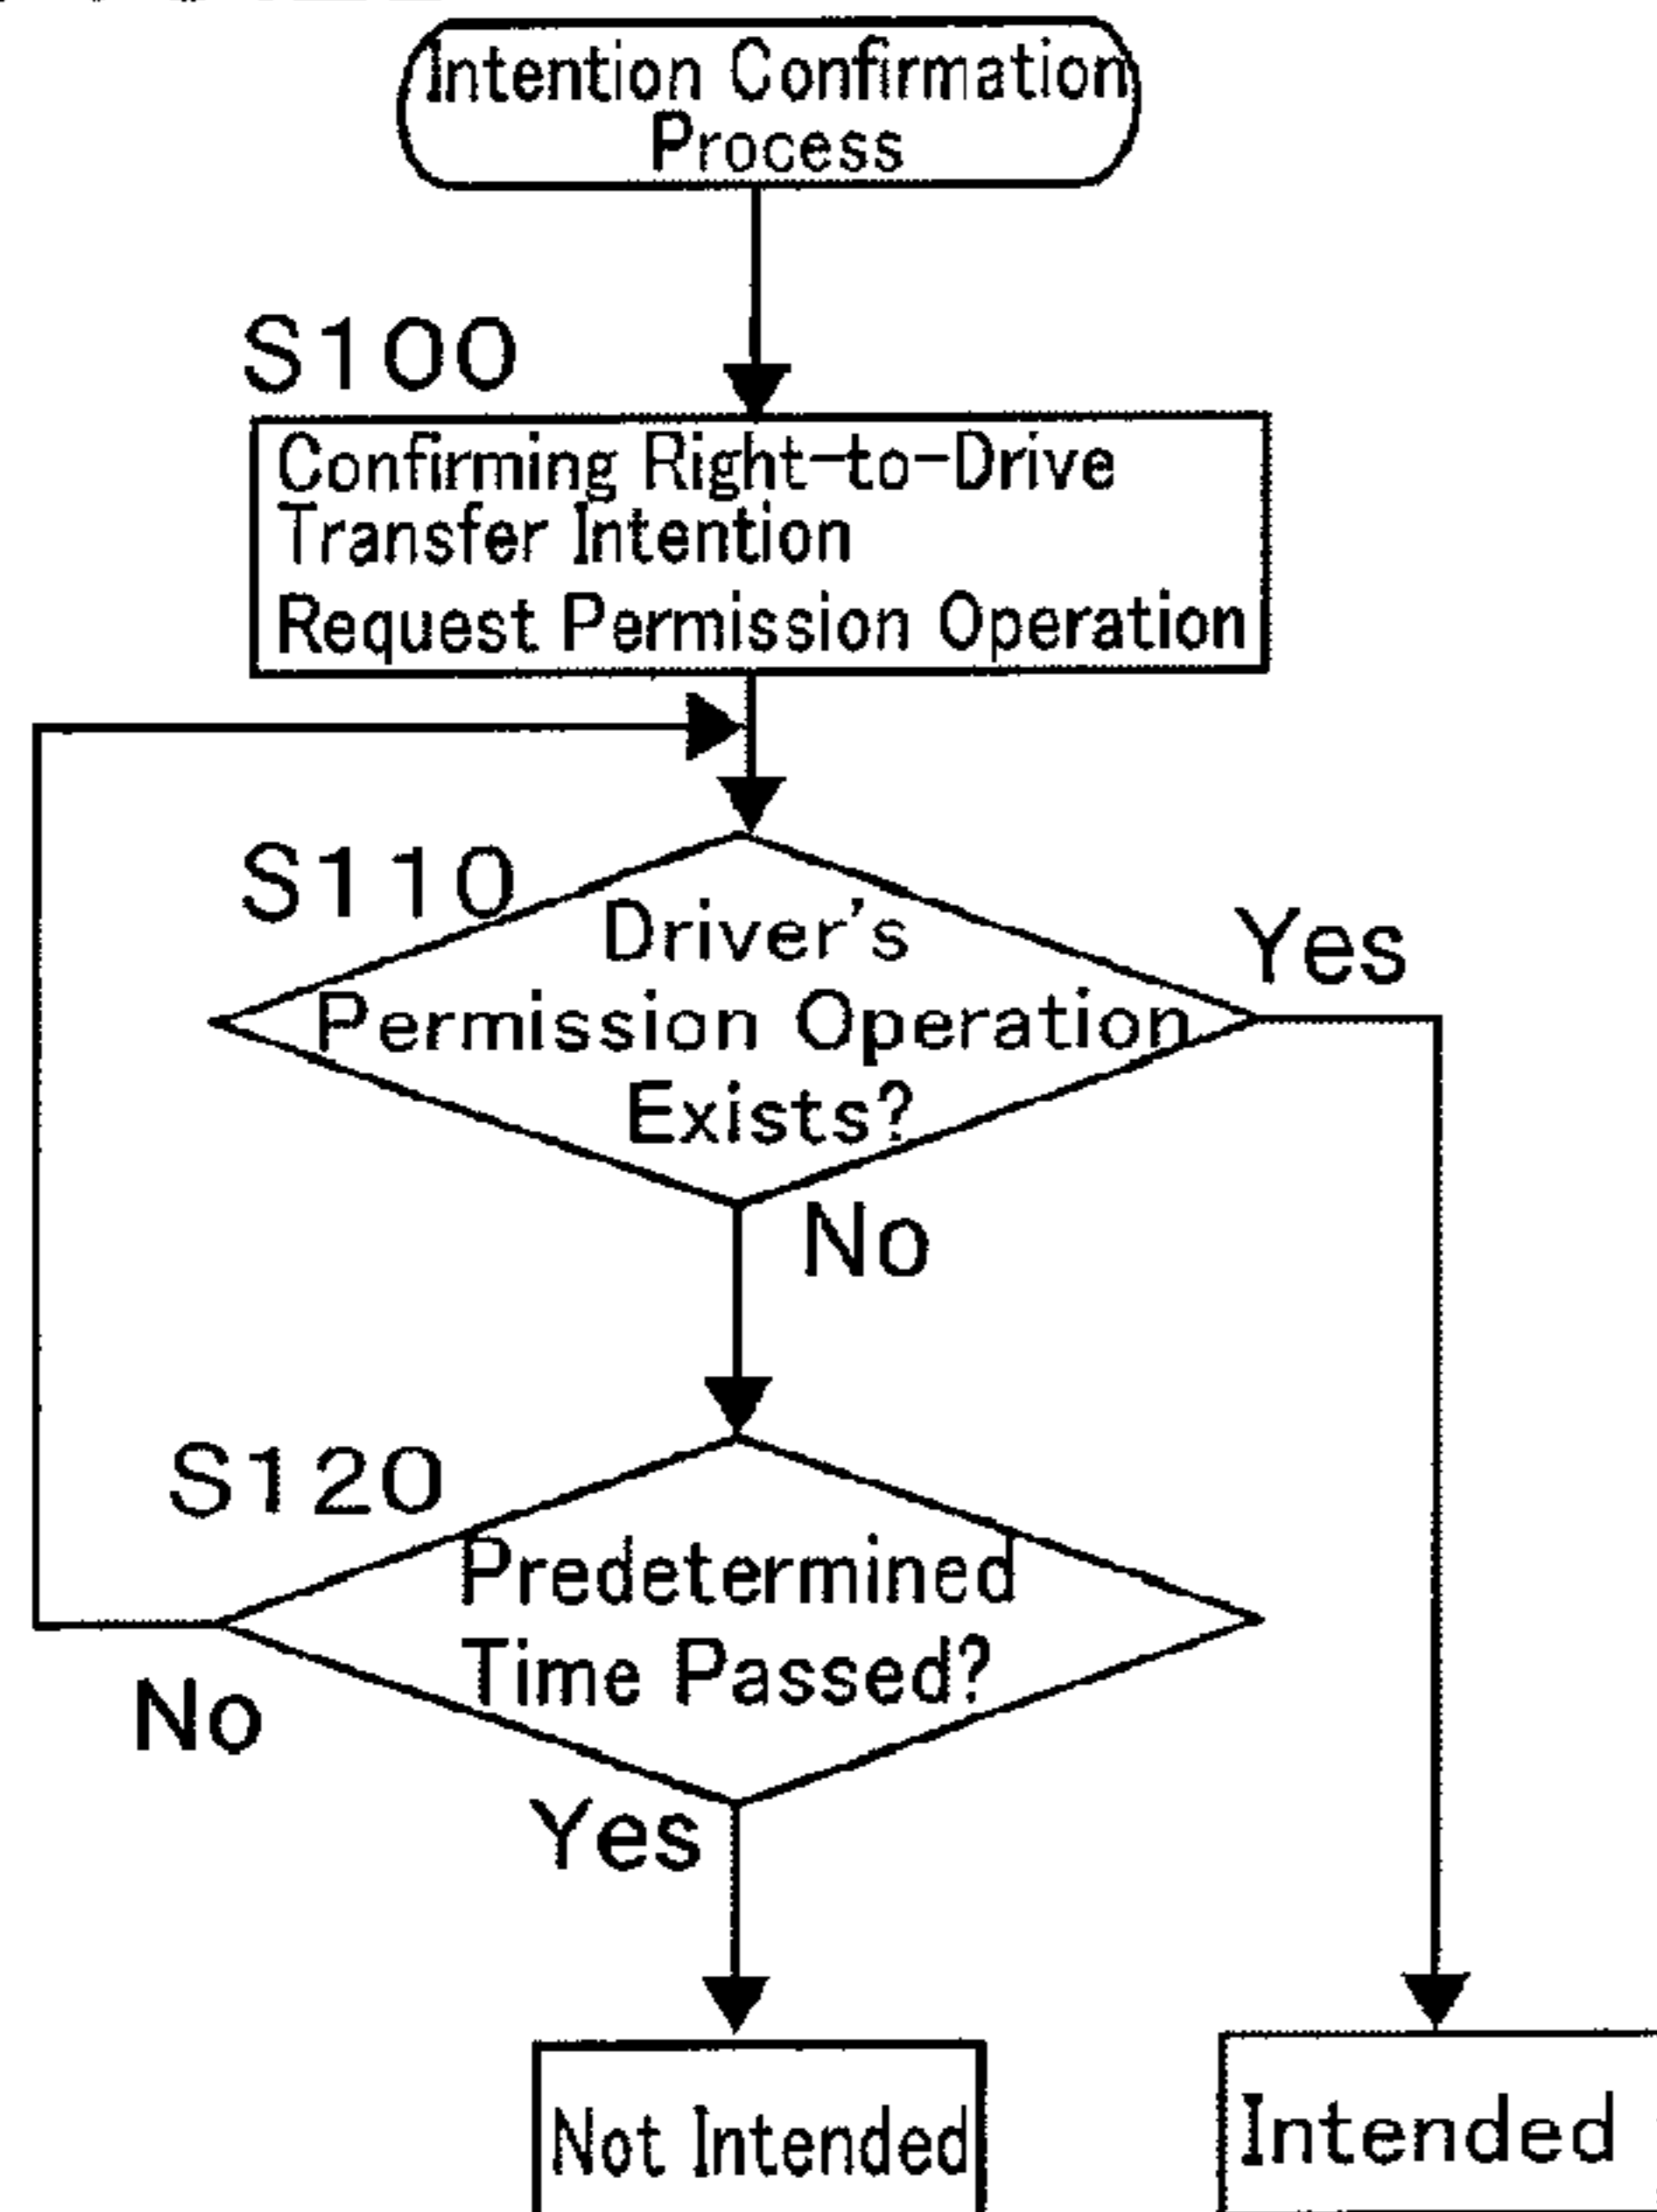 Intention Confirmation
Process
S100
Confirming Right-to-Drive
Transfer Intention
Request Permission Operation
S110
Driver's
Permission Operation
Exists?
Yes
No
S120
Predetermined
Time Passed?
No
Yes
Not Intended
Intended